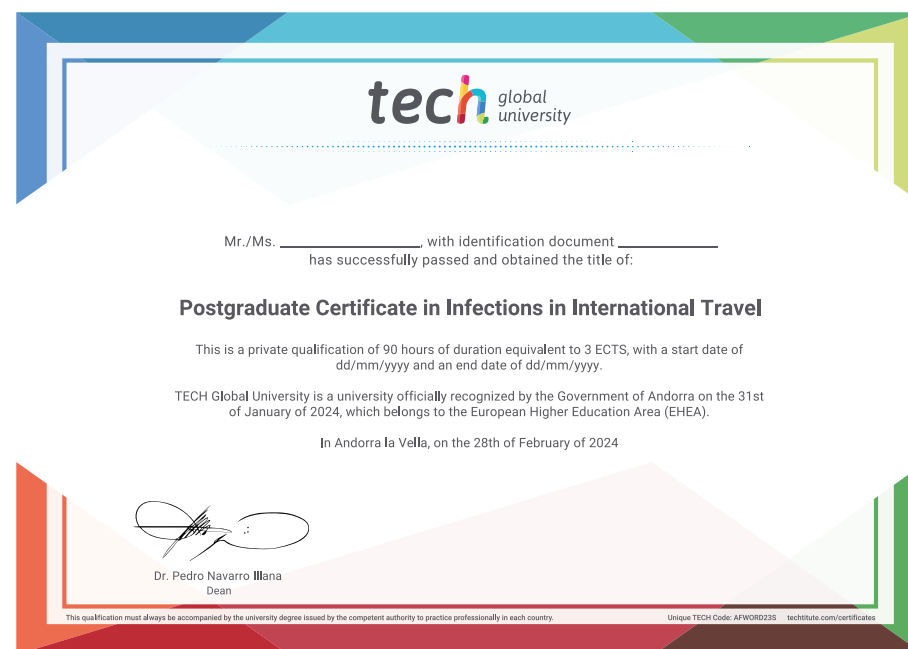 tech global university
Mr./Ms. ____________, with identification document ____________
has successfully passed and obtained the title of:
Postgraduate Certificate in Infections in International Travel
This is a private qualification of 90 hours of duration equivalent to 3 ECTS, with a start date of
dd/mm/yyyy and an end date of dd/mm/yyyy.
TECH Global University is a university officially recognized by the Government of Andorra on the 31st
of January of 2024, which belongs to the European Higher Education Area (EHEA).
In Andorra la Vella, on the 28th of February of 2024
Dr. Pedro Navarro Illana
Dean
This qualification must always be accompanied by the university degree issued by the competent authority to practice professionally in each country. Unique TECH Code: AFWORD23S techtitute.com/certificates